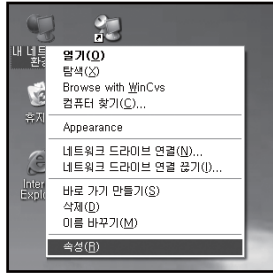 내 네트
환경
휴지
Inter
Explo
열기(O)
탐색(X)
Browse with WinCvs
컴퓨터 찾기(C)...
Appearance
네트워크 드라이브 연결(N)...
네트워크 드라이브 연결 끊기(I)...
바로 가기 만들기(S)
삭제(D)
이름 바꾸기(M)
속성(R)